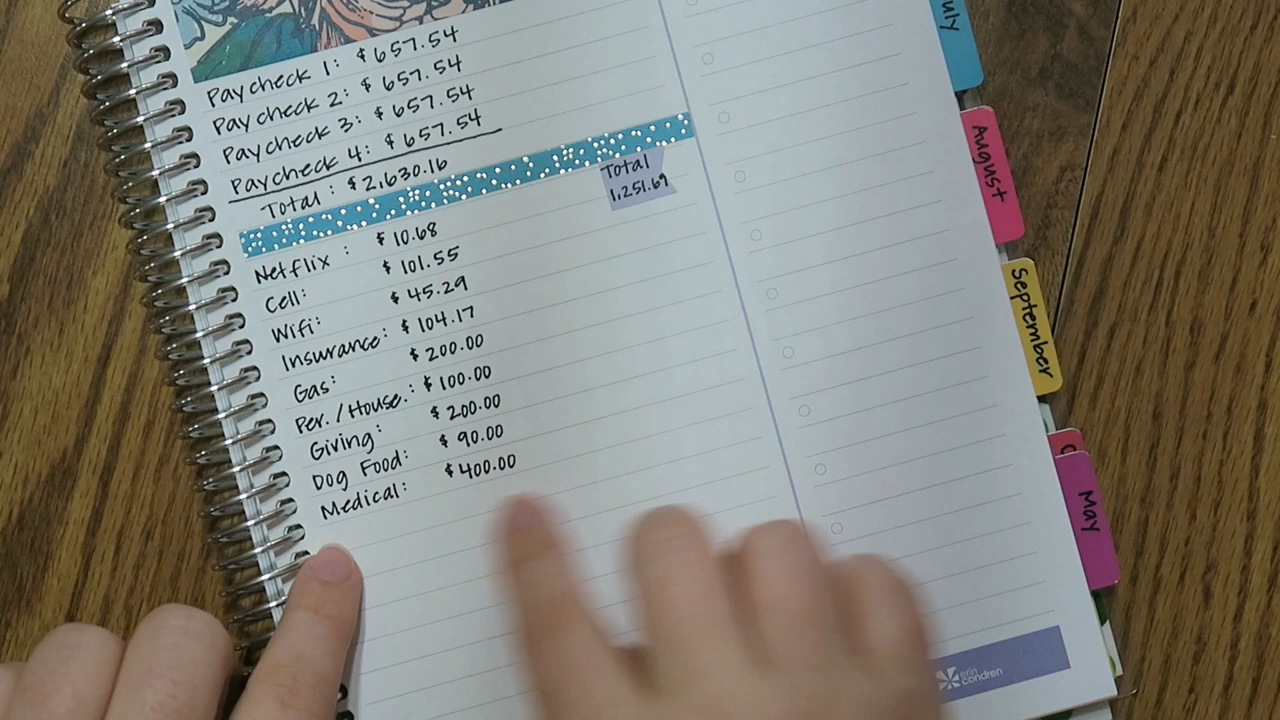 Paycheck 1: $657.54
Paycheck 2: $657.54
Paycheck 3: $657.54
Paycheck 4: $657.54
Total: $2,630.16
Total
1,251.69
Netflix: $10.68
Cell: $101.55
Wifi: $45.29
Insurance: $104.17
Gas: $200.00
Per./House.: $100.00
Giving: $200.00
Dog Food: $90.00
Medical: $400.00
August
September
May
erin
condren